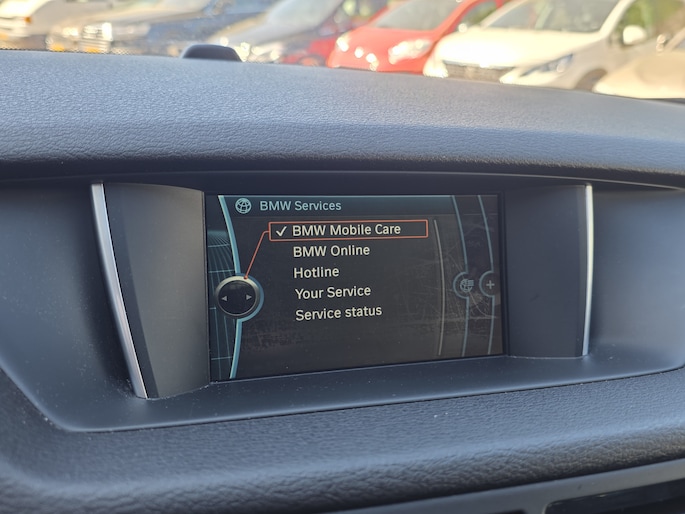 BMW Services
✓ BMW Mobile Care
BMW Online
Hotline
Your Service
Service status